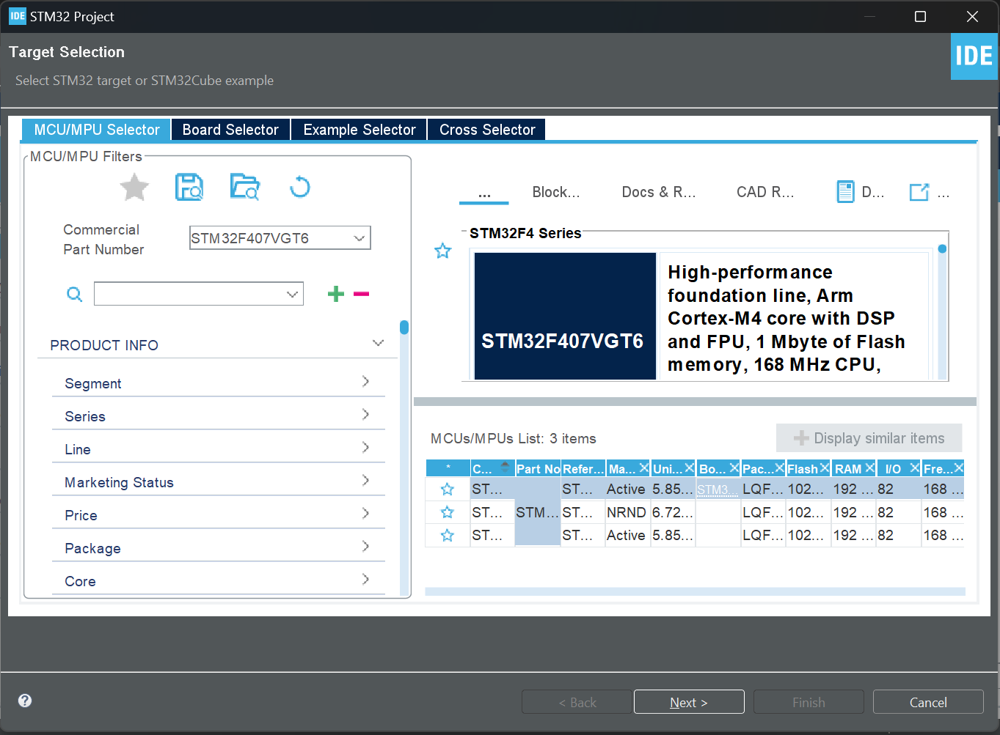 IDE STM32 Project
Target Selection
Select STM32 target or STM32Cube example
IDE
MCU/MPU Selector Board Selector Example Selector Cross Selector
MCU/MPU Filters
Commercial
Part Number
STM32F407VGT6
PRODUCT INFO
Segment
Series
Line
Marketing Status
Price
Package
Core
... Block... Docs & R... CAD R... D... ...
STM32F4 Series
STM32F407VGT6
High-performance
foundation line, Arm
Cortex-M4 core with DSP
and FPU, 1 Mbyte of Flash
memory, 168 MHz CPU,
MCUs/MPUs List: 3 items
Display similar items
* C... Part No Refer... Ma... Uni... Bo... Pac... Flash RAM I/O Fre...
ST... ST... Active 5.85... STM3... LQF... 102... 192 ... 82 168 ...
ST... STM... ST... NRND 6.72... LQF... 102... 192 ... 82 168 ...
ST... ST... Active 5.85... LQF... 102... 192 ... 82 168 ...
?
< Back Next > Finish Cancel